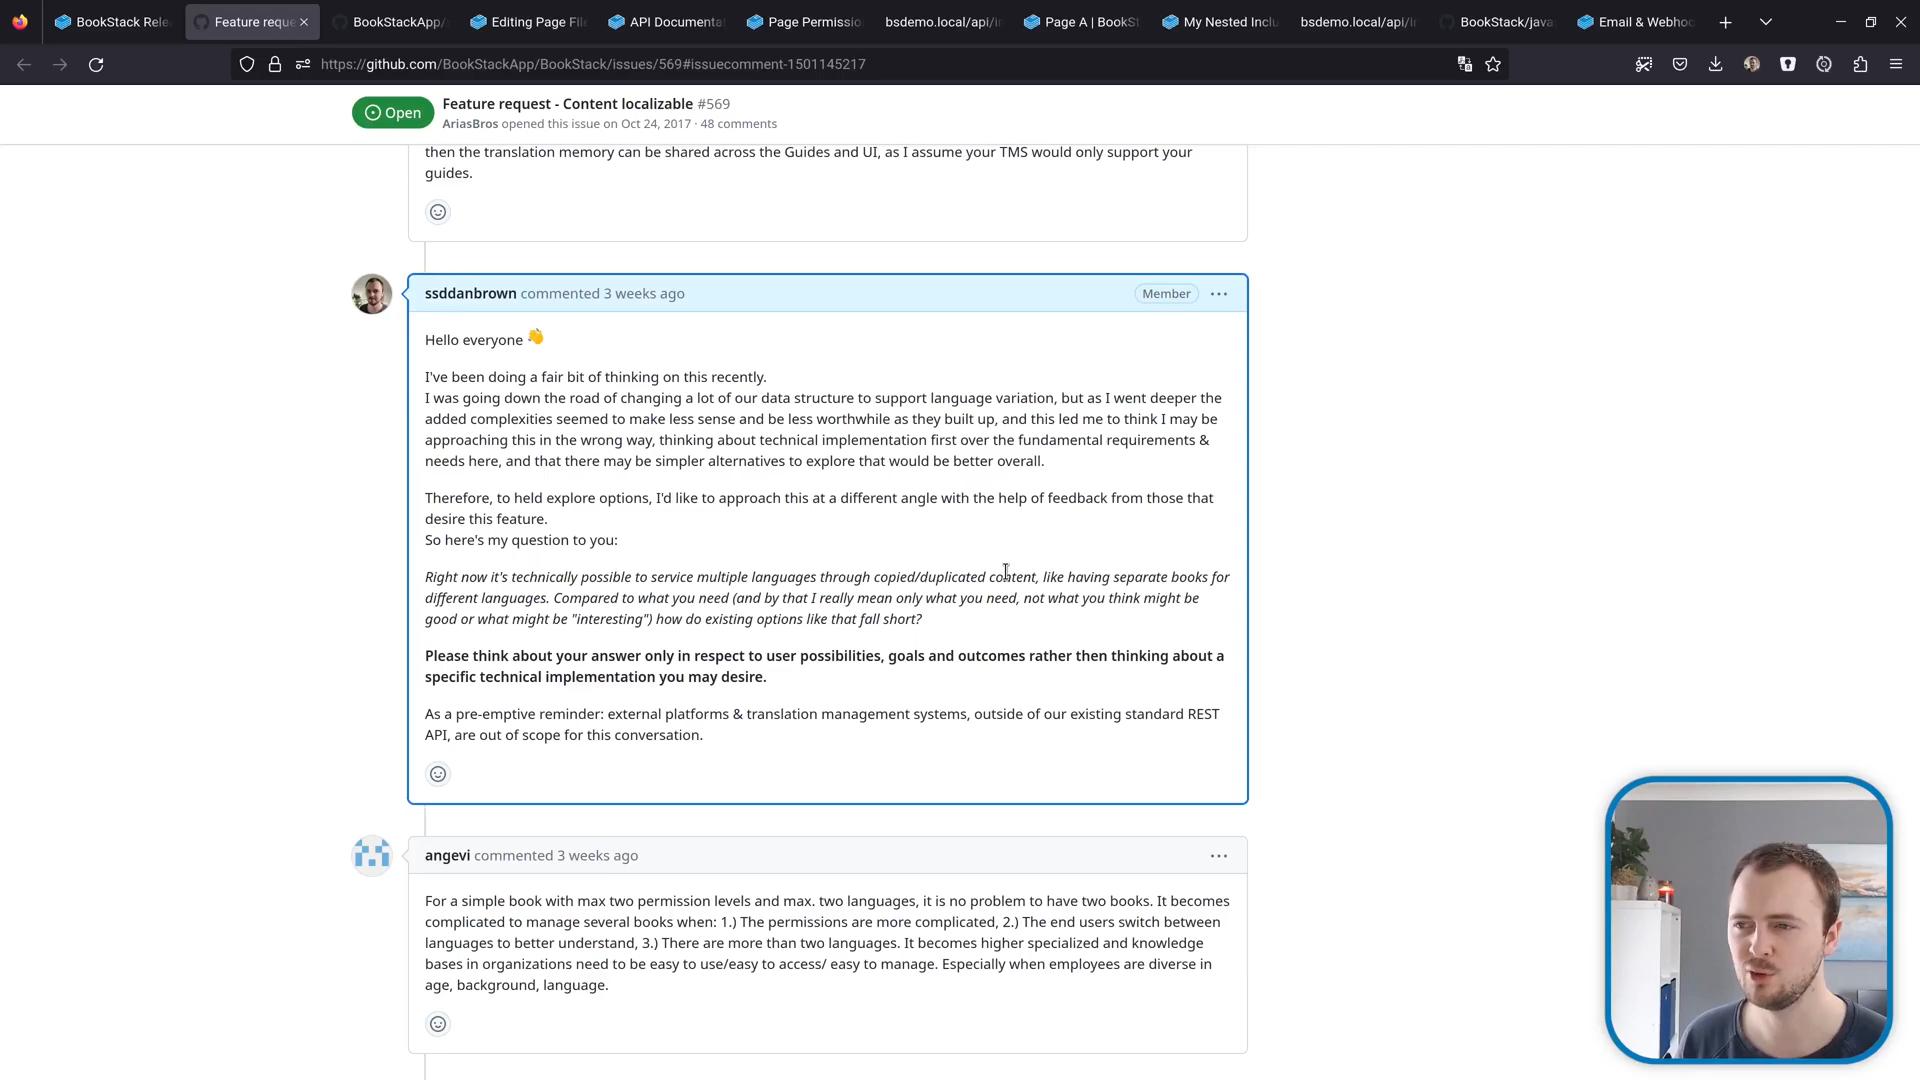 BookStack Rele
Feature reque
BookStackApp/
Editing Page Fil
API Documenta
Page Permissio
bsdemo.local/api/i
Page A | BookSt
My Nested Inclu
bsdemo.local/api/i
BookStack/java
Email & Webhoo
https://github.com/BookStackApp/BookStack/issues/569#issuecomment-1501145217
Open
Feature request - Content localizable #569
AriasBros opened this issue on Oct 24, 2017 · 48 comments
then the translation memory can be shared across the Guides and UI, as I assume your TMS would only support your
guides.
ssddanbrown commented 3 weeks ago
Member
Hello everyone 👋
I've been doing a fair bit of thinking on this recently.
I was going down the road of changing a lot of our data structure to support language variation, but as I went deeper the
added complexities seemed to make less sense and be less worthwhile as they built up, and this led me to think I may be
approaching this in the wrong way, thinking about technical implementation first over the fundamental requirements &
needs here, and that there may be simpler alternatives to explore that would be better overall.
Therefore, to held explore options, I'd like to approach this at a different angle with the help of feedback from those that
desire this feature.
So here's my question to you:
Right now it's technically possible to service multiple languages through copied/duplicated content, like having separate books for
different languages. Compared to what you need (and by that I really mean only what you need, not what you think might be
good or what might be "interesting") how do existing options like that fall short?
Please think about your answer only in respect to user possibilities, goals and outcomes rather then thinking about a
specific technical implementation you may desire.
As a pre-emptive reminder: external platforms & translation management systems, outside of our existing standard REST
API, are out of scope for this conversation.
angevi commented 3 weeks ago
For a simple book with max two permission levels and max. two languages, it is no problem to have two books. It becomes
complicated to manage several books when: 1.) The permissions are more complicated, 2.) The end users switch between
languages to better understand, 3.) There are more than two languages. It becomes higher specialized and knowledge
bases in organizations need to be easy to use/easy to access/ easy to manage. Especially when employees are diverse in
age, background, language.